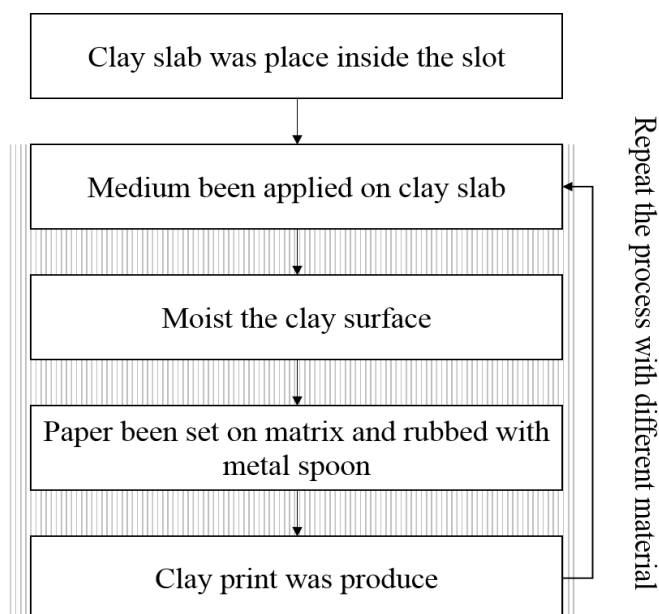 Clay slab was place inside the slot
Medium been applied on clay slab
Moist the clay surface
Paper been set on matrix and rubbed with
metal spoon
Clay print was produce
Repeat the process with different material